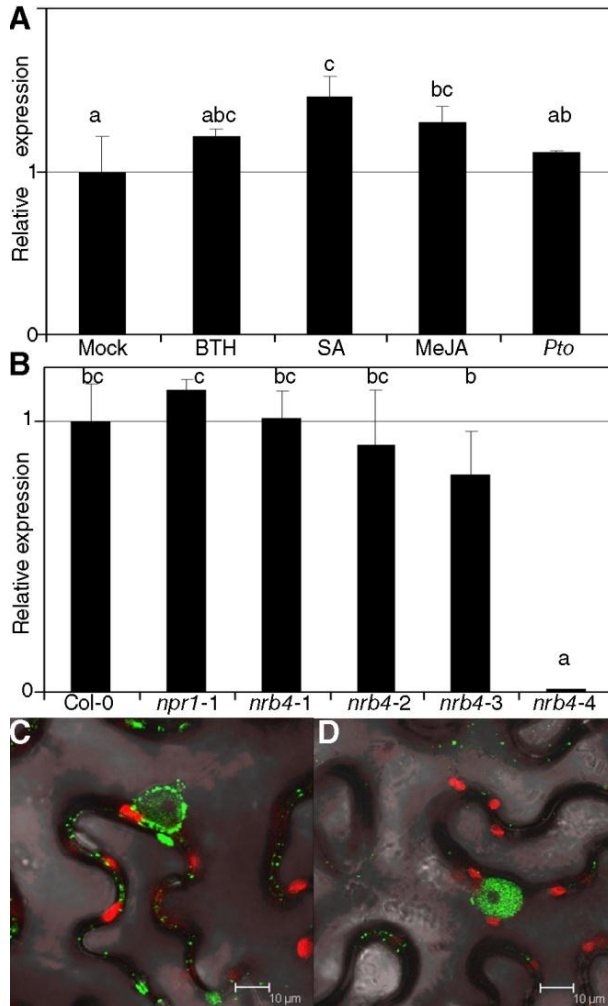 A
Relative expression
a abc c bc ab
1
0
Mock BTH SA MeJA Pto
B
Relative expression
bc c bc bc b a
1
0
Col-0 npr1-1 nrb4-1 nrb4-2 nrb4-3 nrb4-4
C D
10 µm 10 µm